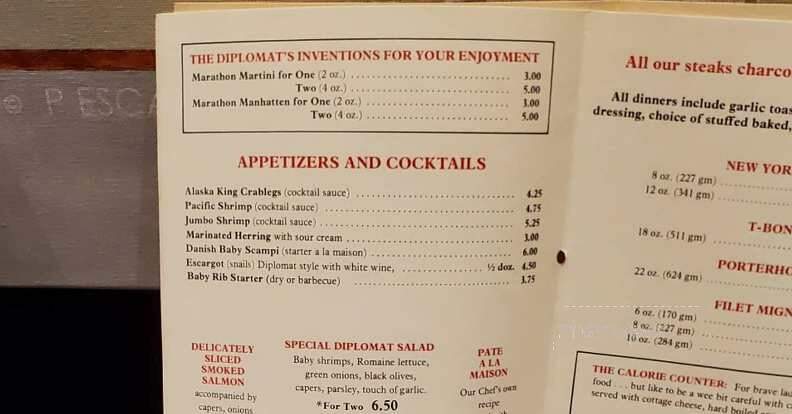 THE DIPLOMAT'S INVENTIONS FOR YOUR ENJOYMENT
Marathon Martini for One (2 oz.) 3.00
Two (4 oz.) 5.00
Marathon Manhatten for One (2 oz.) 3.00
Two (4 oz.) 5.00
APPETIZERS AND COCKTAILS
Alaska King Crablegs (cocktail sauce) 4.25
Pacific Shrimp (cocktail sauce) 4.75
Jumbo Shrimp (cocktail sauce) 5.25
Marinated Herring with sour cream 3.00
Danish Baby Scampi (starter a la maison) 6.00
Escargot (snails) Diplomat style with white wine, ½ doz. 4.50
Baby Rib Starter (dry or barbecue) 3.75
DELICATELY
SLICED
SMOKED
SALMON
accompanied by
capers, onions
SPECIAL DIPLOMAT SALAD
Baby shrimps, Romaine lettuce,
green onions, black olives,
capers, parsley, touch of garlic.
*For Two 6.50
PATE
A LA
MAISON
Our Chef's own
recipe
All our steaks charco
All dinners include garlic toas
dressing, choice of stuffed baked,
NEW YOR
8 oz. (227 gm)
12 oz. (341 gm)
T-BON
18 oz. (511 gm)
PORTERHO
22 oz. (624 gm)
FILET MIGN
6 oz. (170 gm)
8 oz. (227 gm)
10 oz. (284 gm)
THE CALORIE COUNTER: For brave lad
food . . . but like to be a wee bit careful with c
served with cottage cheese, hard boiled
P ESCA